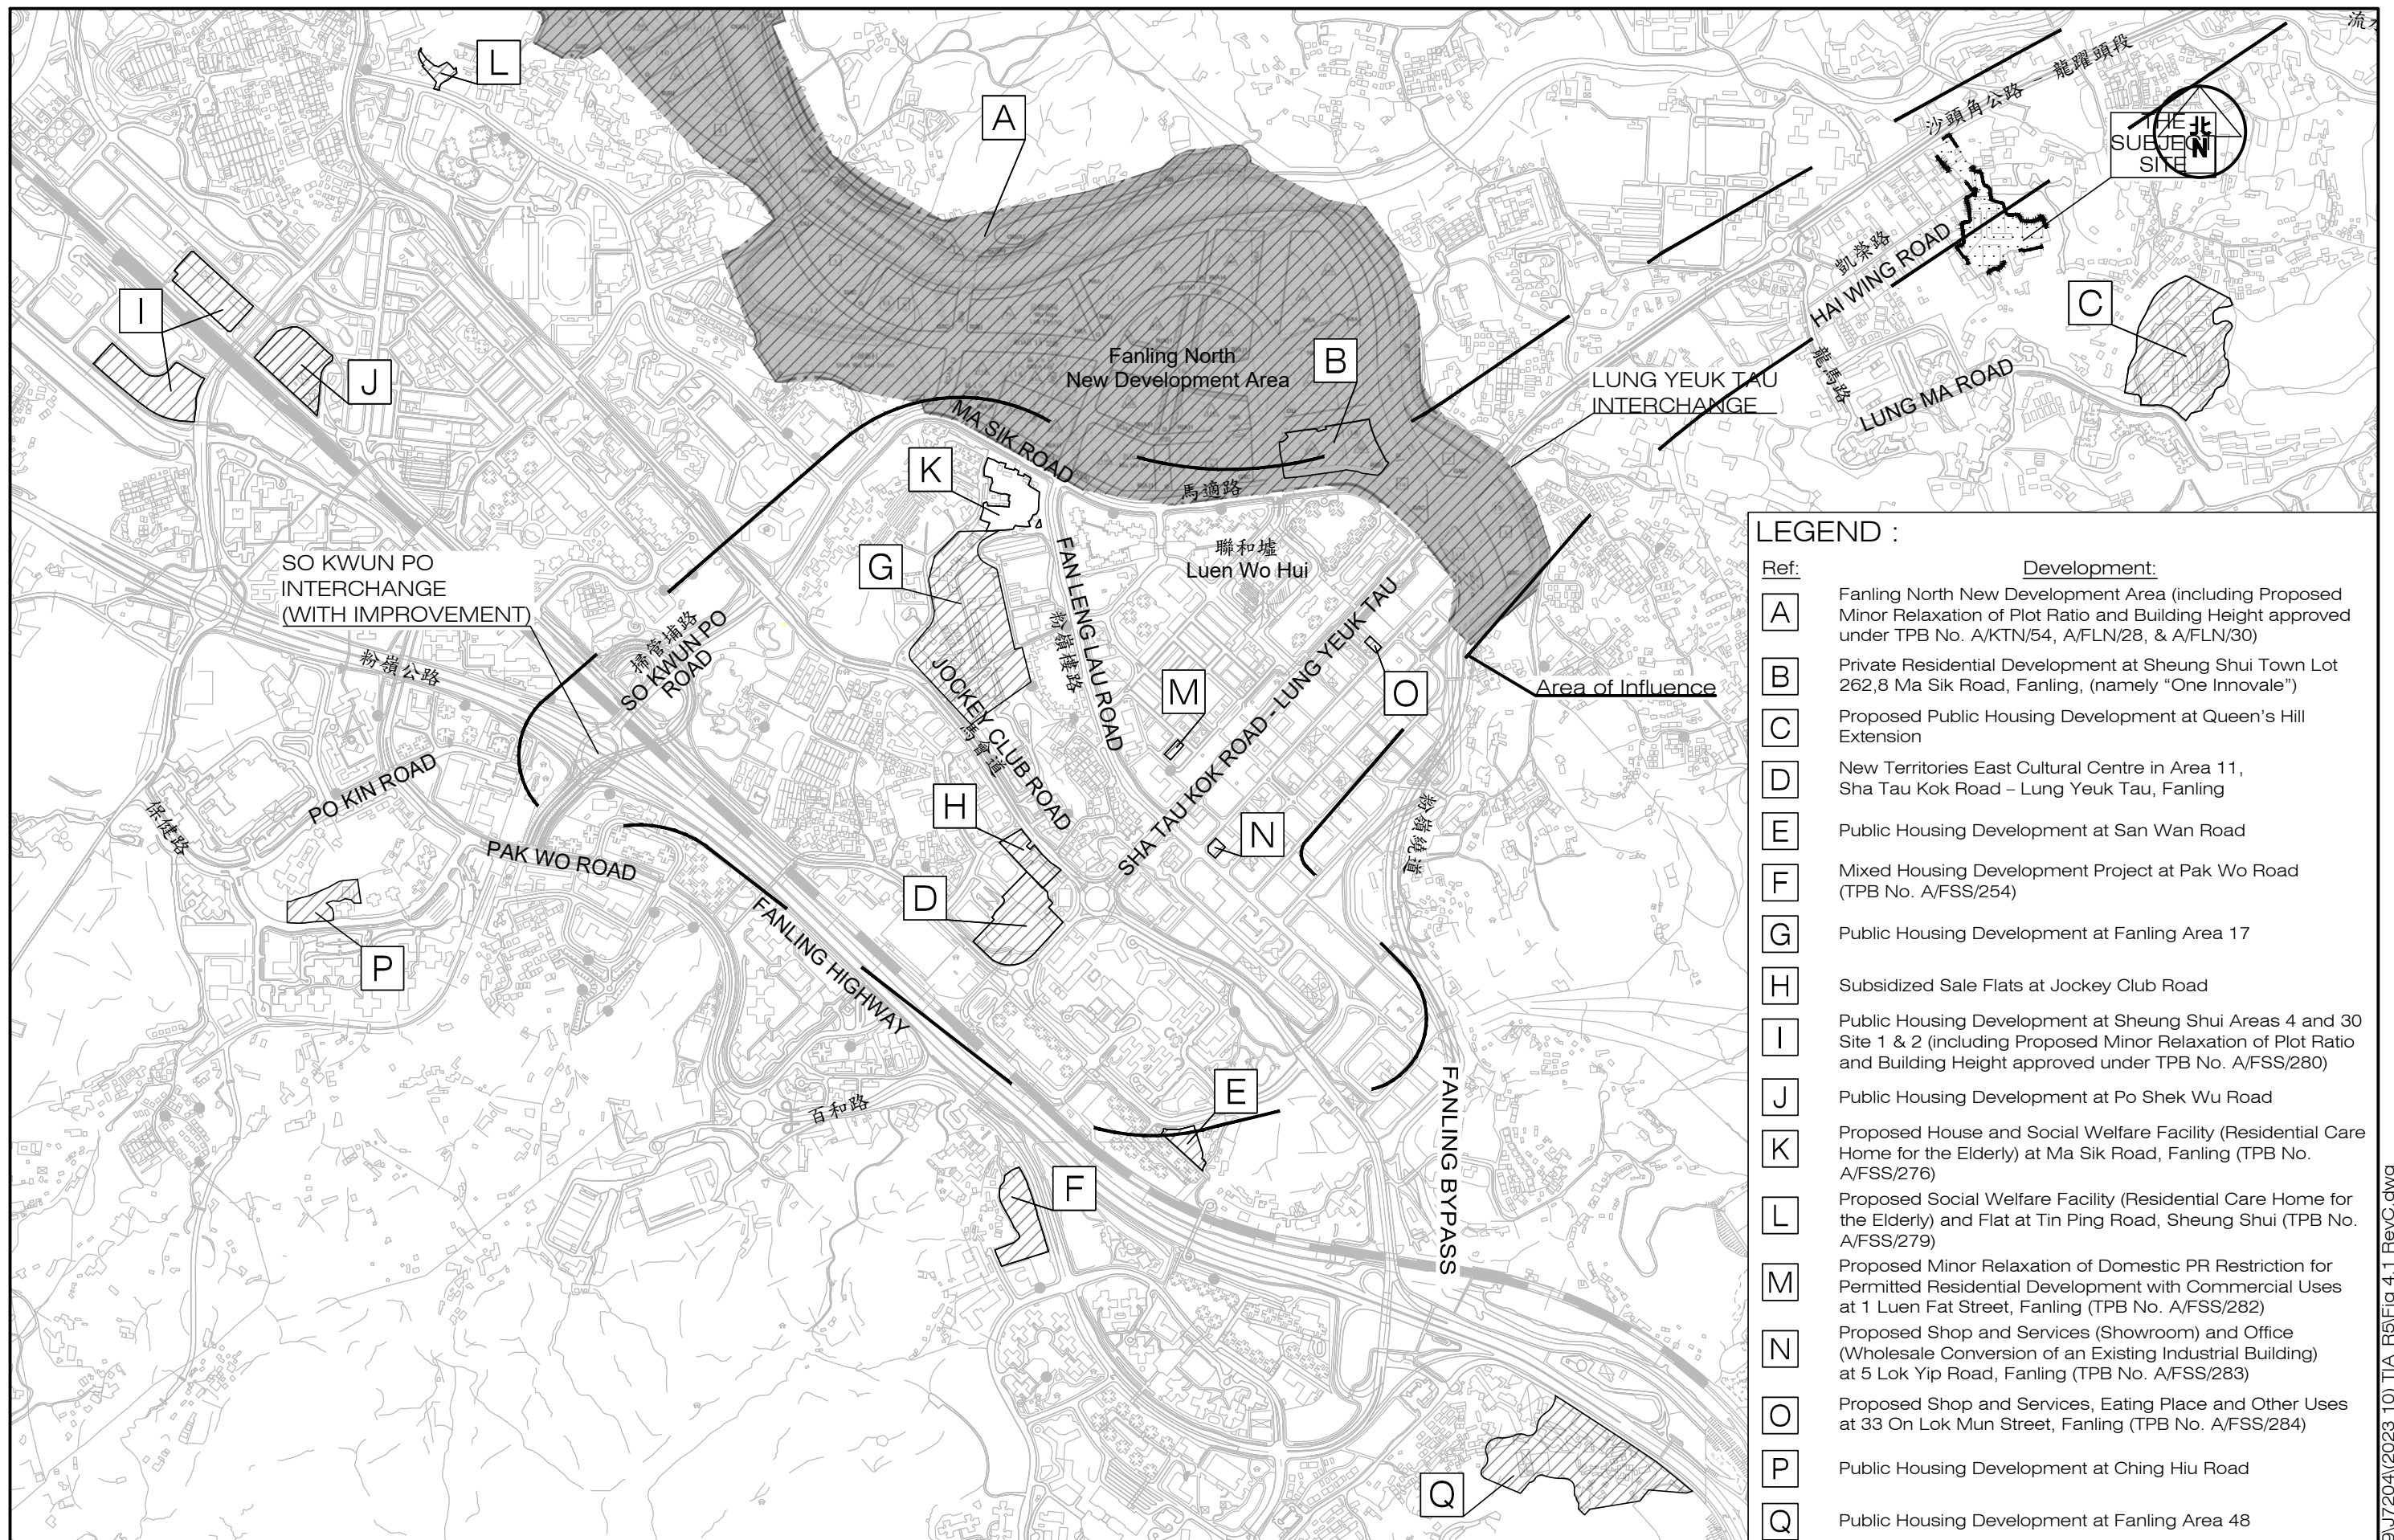 流水
沙頭角公路 - 龍躍頭段
L
A
THE
SUBJECT
SITE
北
N
凱榮路
HAI WING ROAD
C
I
J
Fanling North
New Development Area
B
LUNG YEUK TAU
INTERCHANGE
龍馬路
LUNG MA ROAD
MA SIK ROAD
馬適路
K
G
聯和墟
Luen Wo Hui
FAN LENG LAU ROAD
粉嶺樓路
SO KWUN PO
INTERCHANGE
(WITH IMPROVEMENT)
掃管埔路
SO KWUN PO
ROAD
粉嶺公路
JOCKEY CLUB ROAD
馬會道
M
O
SHA TAU KOK ROAD - LUNG YEUK TAU
Area of Influence
PO KIN ROAD
保健路
PAK WO ROAD
H
N
粉嶺繞道
D
FANLING HIGHWAY
P
百和路
E
F
FANLING BYPASS
Q
LEGEND :
Ref:
Development:
A
Fanling North New Development Area (including Proposed
Minor Relaxation of Plot Ratio and Building Height approved
under TPB No. A/KTN/54, A/FLN/28, & A/FLN/30)
B
Private Residential Development at Sheung Shui Town Lot
262,8 Ma Sik Road, Fanling, (namely “One Innovale”)
C
Proposed Public Housing Development at Queen's Hill
Extension
D
New Territories East Cultural Centre in Area 11,
Sha Tau Kok Road – Lung Yeuk Tau, Fanling
E
Public Housing Development at San Wan Road
F
Mixed Housing Development Project at Pak Wo Road
(TPB No. A/FSS/254)
G
Public Housing Development at Fanling Area 17
H
Subsidized Sale Flats at Jockey Club Road
I
Public Housing Development at Sheung Shui Areas 4 and 30
Site 1 & 2 (including Proposed Minor Relaxation of Plot Ratio
and Building Height approved under TPB No. A/FSS/280)
J
Public Housing Development at Po Shek Wu Road
K
Proposed House and Social Welfare Facility (Residential Care
Home for the Elderly) at Ma Sik Road, Fanling (TPB No.
A/FSS/276)
L
Proposed Social Welfare Facility (Residential Care Home for
the Elderly) and Flat at Tin Ping Road, Sheung Shui (TPB No.
A/FSS/279)
M
Proposed Minor Relaxation of Domestic PR Restriction for
Permitted Residential Development with Commercial Uses
at 1 Luen Fat Street, Fanling (TPB No. A/FSS/282)
N
Proposed Shop and Services (Showroom) and Office
(Wholesale Conversion of an Existing Industrial Building)
at 5 Lok Yip Road, Fanling (TPB No. A/FSS/283)
O
Proposed Shop and Services, Eating Place and Other Uses
at 33 On Lok Mun Street, Fanling (TPB No. A/FSS/284)
P
Public Housing Development at Ching Hiu Road
Q
Public Housing Development at Fanling Area 48
9\J7204\(2023 10) TIA_R5\Fig 4.1 RevC.dwg